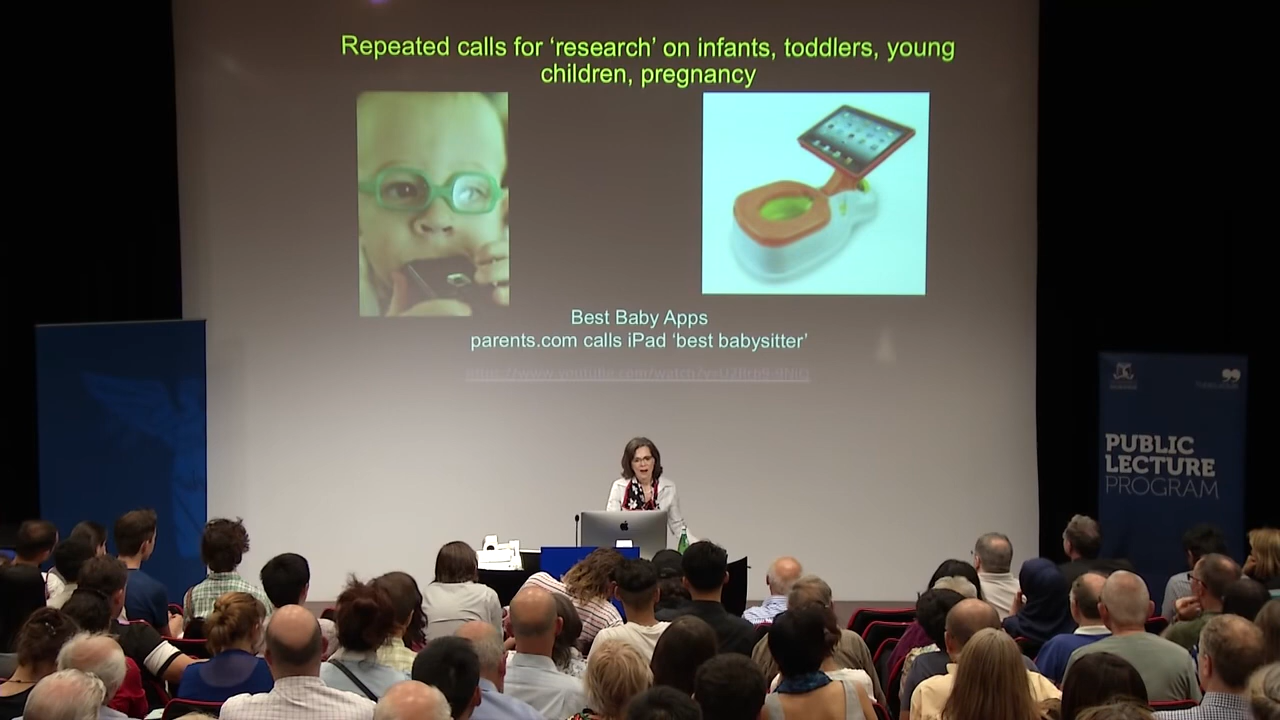 Repeated calls for ‘research’ on infants, toddlers, young
children, pregnancy
Best Baby Apps
parents.com calls iPad ‘best babysitter’
PUBLIC
LECTURE
PROGRAM